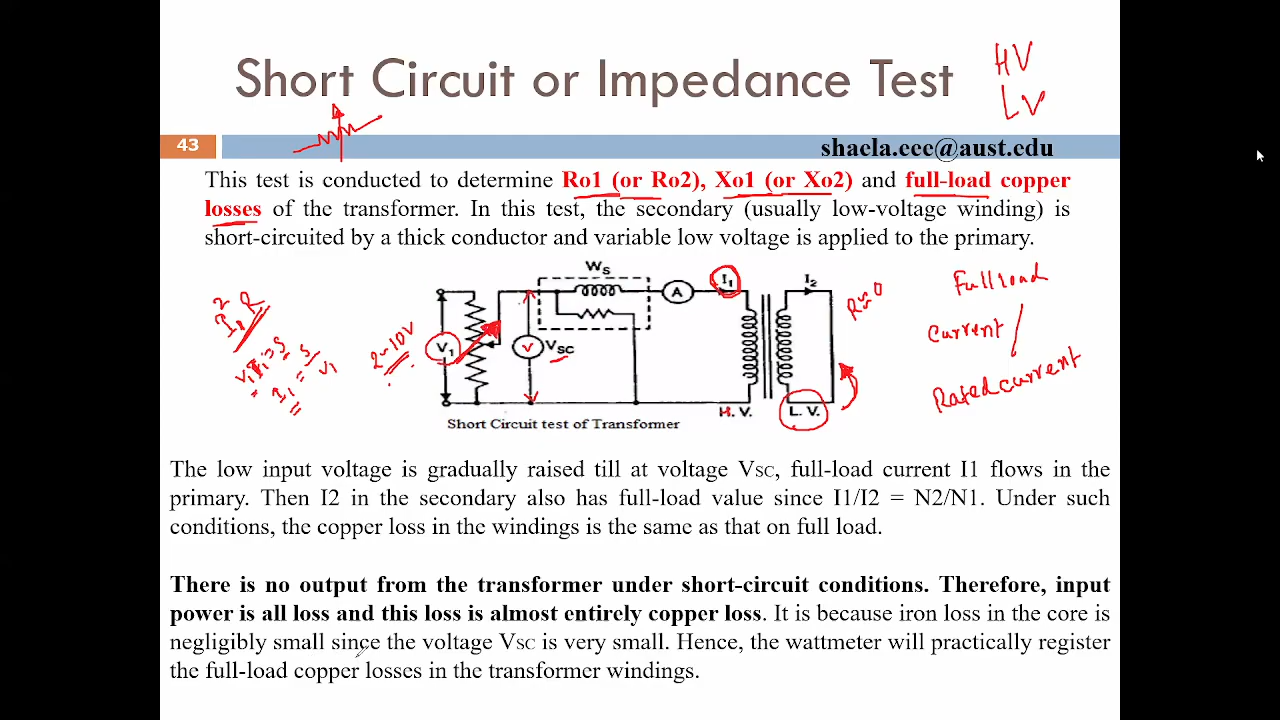 Short Circuit or Impedance Test
HV
LV
43
shaela.eee@aust.edu
This test is conducted to determine Ro1 (or Ro2), Xo1 (or Xo2) and full-load copper
losses of the transformer. In this test, the secondary (usually low-voltage winding) is
short-circuited by a thick conductor and variable low voltage is applied to the primary.
WS
I1
I2
A
V1
V
VSC
H. V.
L. V.
2~10V
R≈0
Full load
Current
Rated current
Short Circuit test of Transformer
The low input voltage is gradually raised till at voltage VSC, full-load current I1 flows in the
primary. Then I2 in the secondary also has full-load value since I1/I2 = N2/N1. Under such
conditions, the copper loss in the windings is the same as that on full load.
There is no output from the transformer under short-circuit conditions. Therefore, input
power is all loss and this loss is almost entirely copper loss. It is because iron loss in the core is
negligibly small since the voltage VSC is very small. Hence, the wattmeter will practically register
the full-load copper losses in the transformer windings.